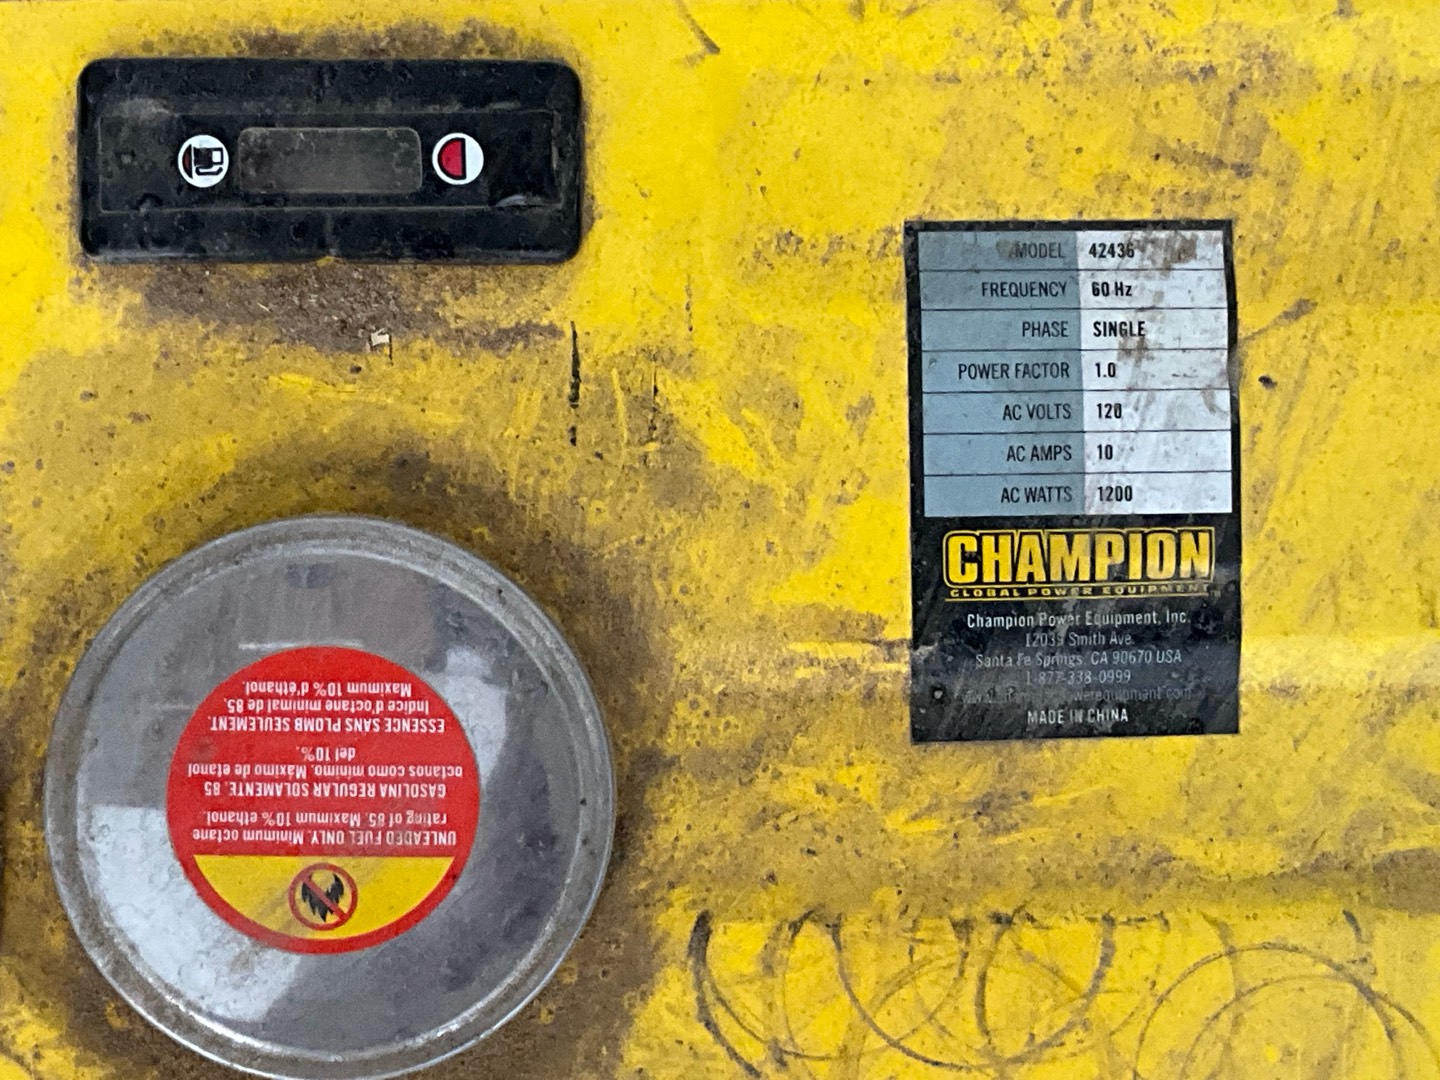 MODEL 42436
FREQUENCY 60 Hz
PHASE SINGLE
POWER FACTOR 1.0
AC VOLTS 120
AC AMPS 10
AC WATTS 1200
CHAMPION
GLOBAL POWER EQUIPMENT
Champion Power Equipment, Inc.
12039 Smith Ave.
Santa Fe Springs, CA 90670 USA
1-877-338-0999
MADE IN CHINA
UNLEADED FUEL ONLY. Minimum octane
rating of 85. Maximum 10% ethanol.
GASOLINA REGULAR SOLAMENTE. 85
octanos como mínimo. Máximo de etanol
del 10%.
ESSENCE SANS PLOMB SEULEMENT.
Indice d'octane minimal de 85.
Maximum 10% d'éthanol.